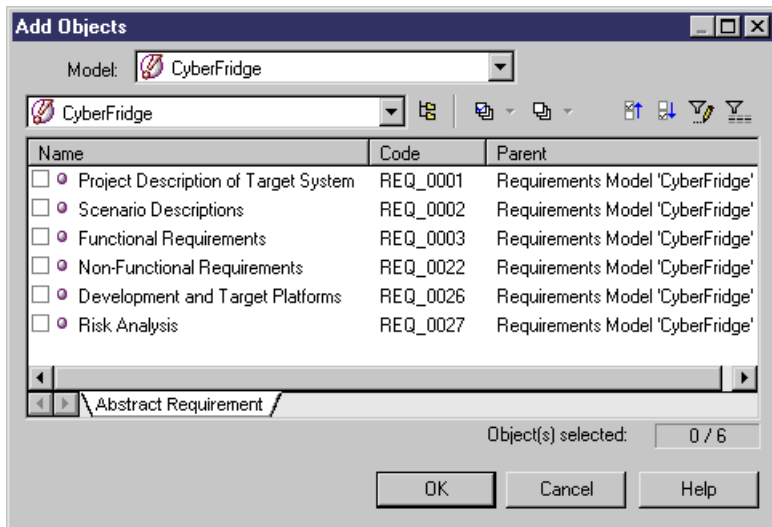 Add Objects
Model: CyberFridge
CyberFridge
Name Code Parent
Project Description of Target System REQ_0001 Requirements Model 'CyberFridge'
Scenario Descriptions REQ_0002 Requirements Model 'CyberFridge'
Functional Requirements REQ_0003 Requirements Model 'CyberFridge'
Non-Functional Requirements REQ_0022 Requirements Model 'CyberFridge'
Development and Target Platforms REQ_0026 Requirements Model 'CyberFridge'
Risk Analysis REQ_0027 Requirements Model 'CyberFridge'
Abstract Requirement
Object(s) selected: 0 / 6
OK Cancel Help